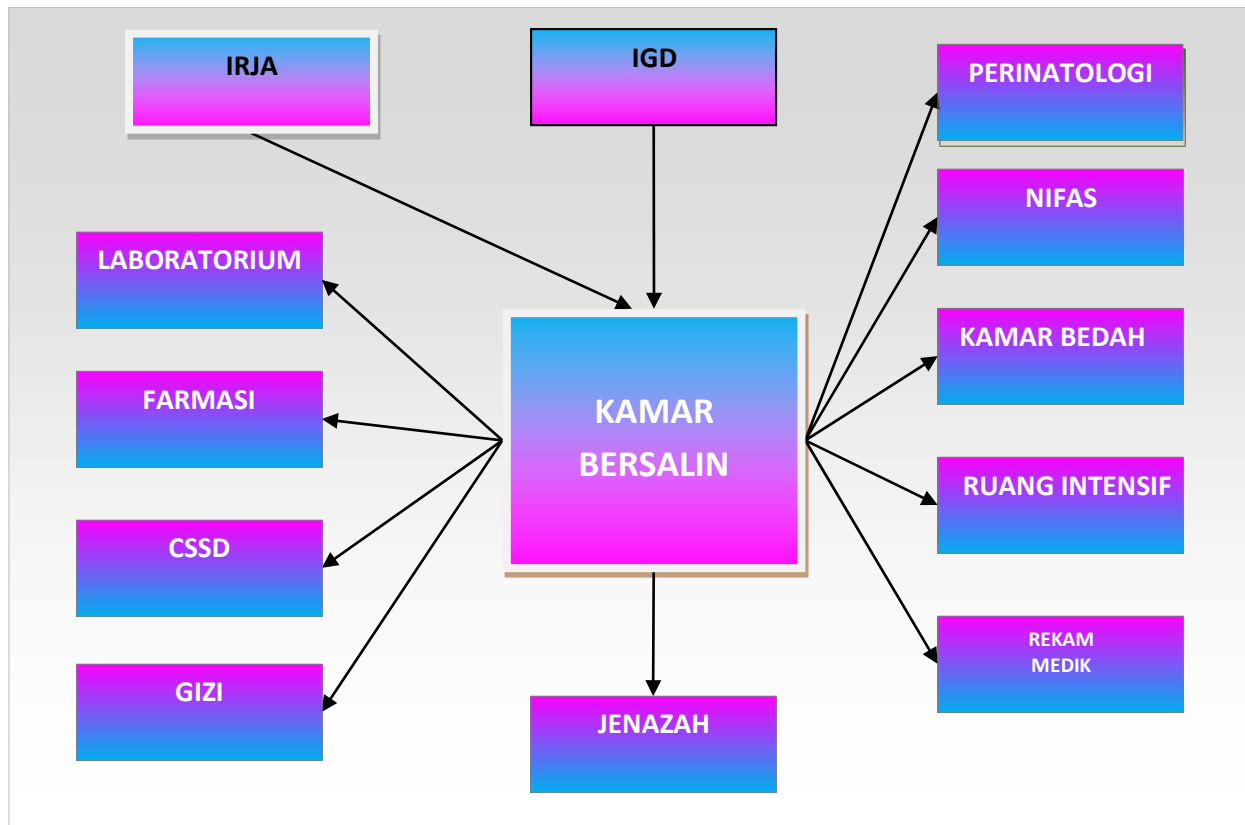 IRJA
IGD
PERINATOLOGI
NIFAS
LABORATORIUM
KAMAR BEDAH
FARMASI
KAMAR
BERSALIN
RUANG INTENSIF
CSSD
REKAM
MEDIK
GIZI
JENAZAH